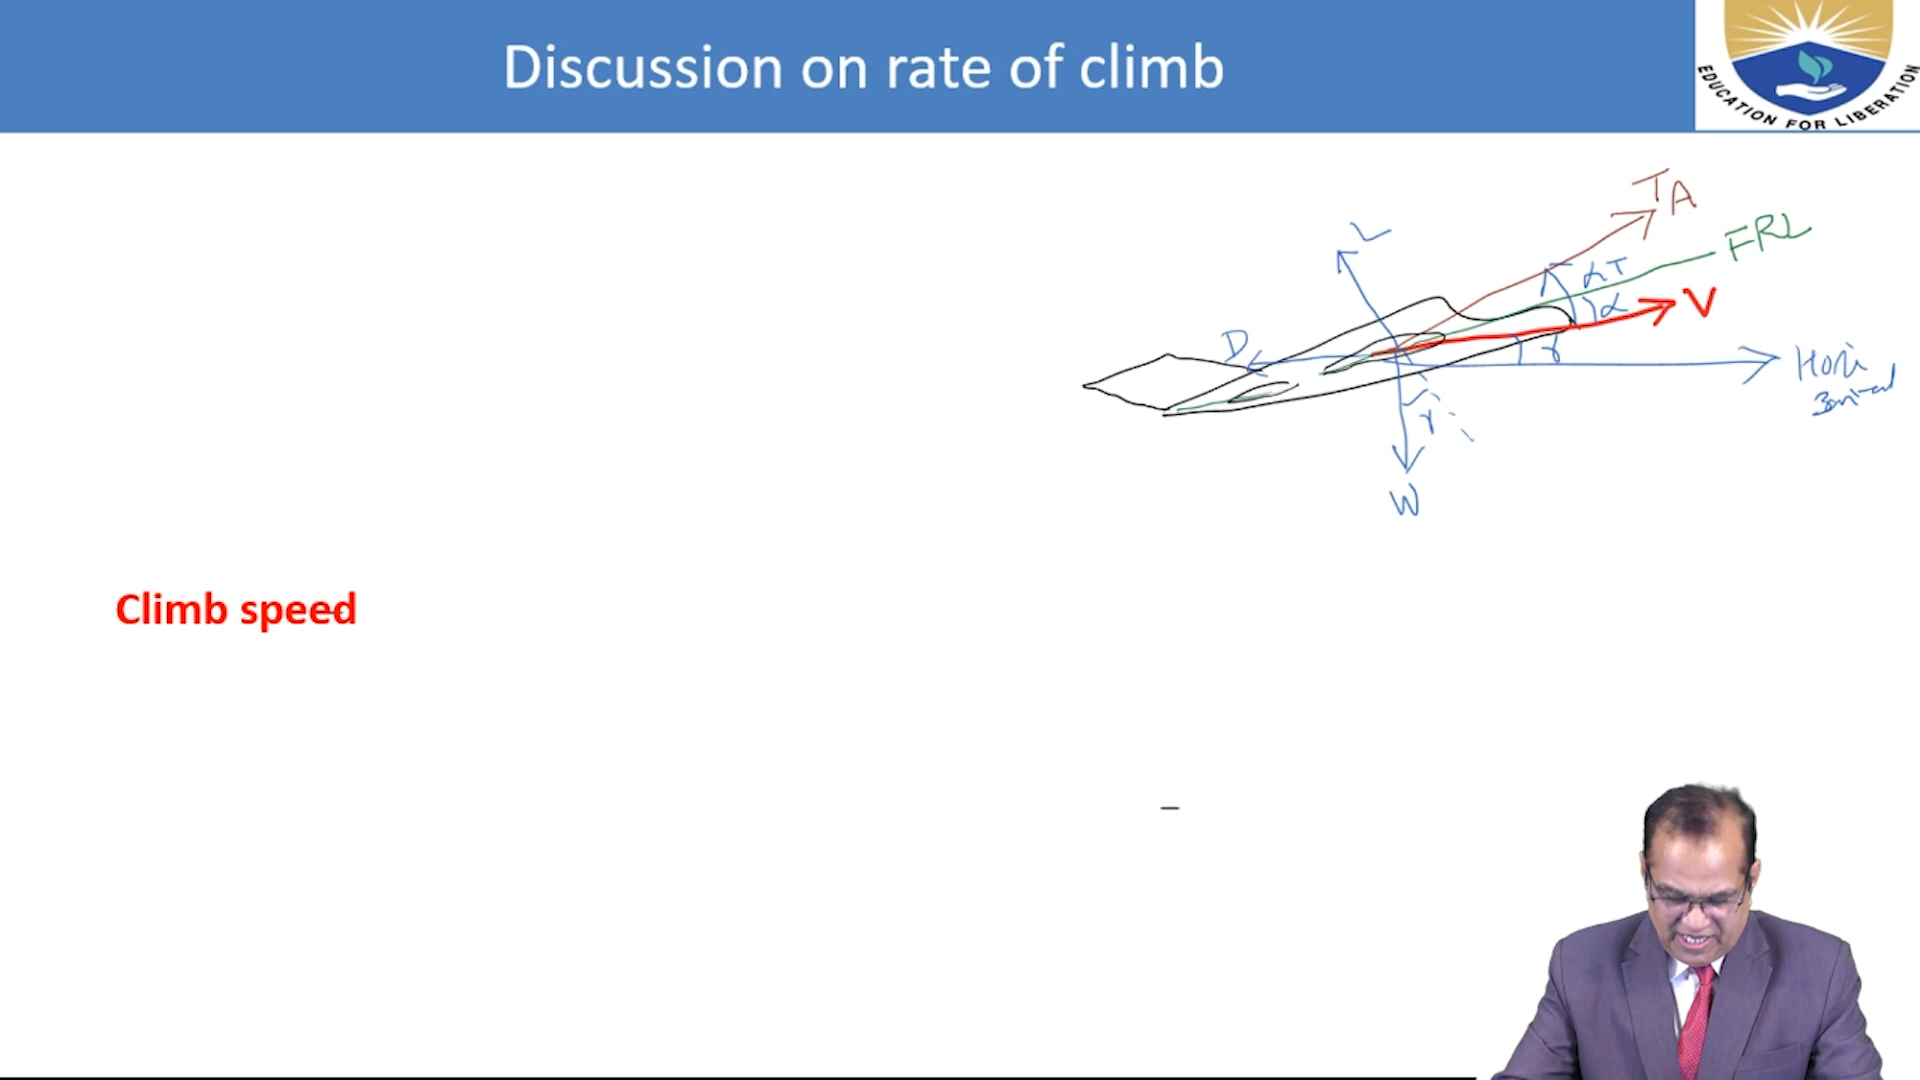 Discussion on rate of climb
EDUCATION FOR LIBERATION
TA
L
FRL
αT
α
V
D
γ
Hori
zontal
γ
W
Climb speed